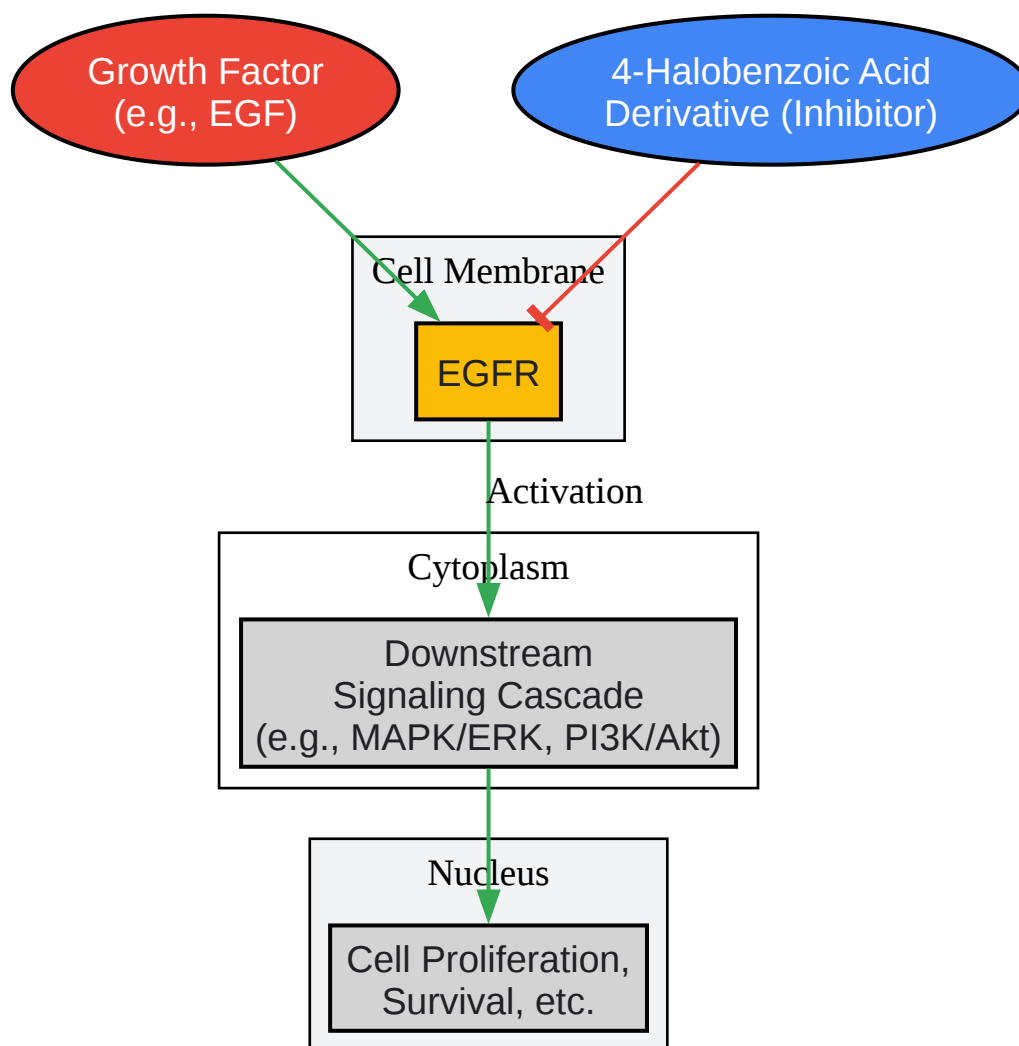 Growth Factor
(e.g., EGF)
4-Halobenzoic Acid
Derivative (Inhibitor)
Cell Membrane
EGFR
Activation
Cytoplasm
Downstream
Signaling Cascade
(e.g., MAPK/ERK, PI3K/Akt)
Nucleus
Cell Proliferation,
Survival, etc.